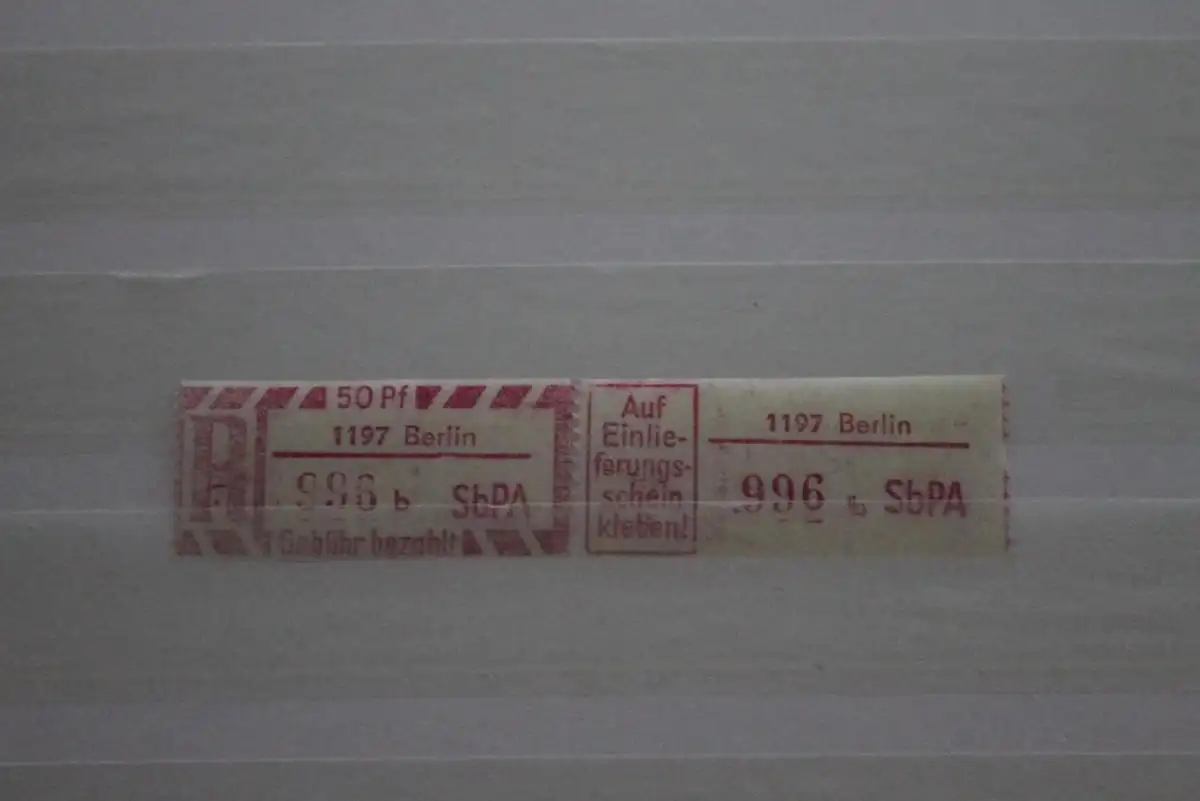 50 Pf
R
1197 Berlin
996 b SbPA
Gebühr bezahlt
Auf
Einlie-
ferungs-
schein
kleben!
1197 Berlin
996 b SbPA